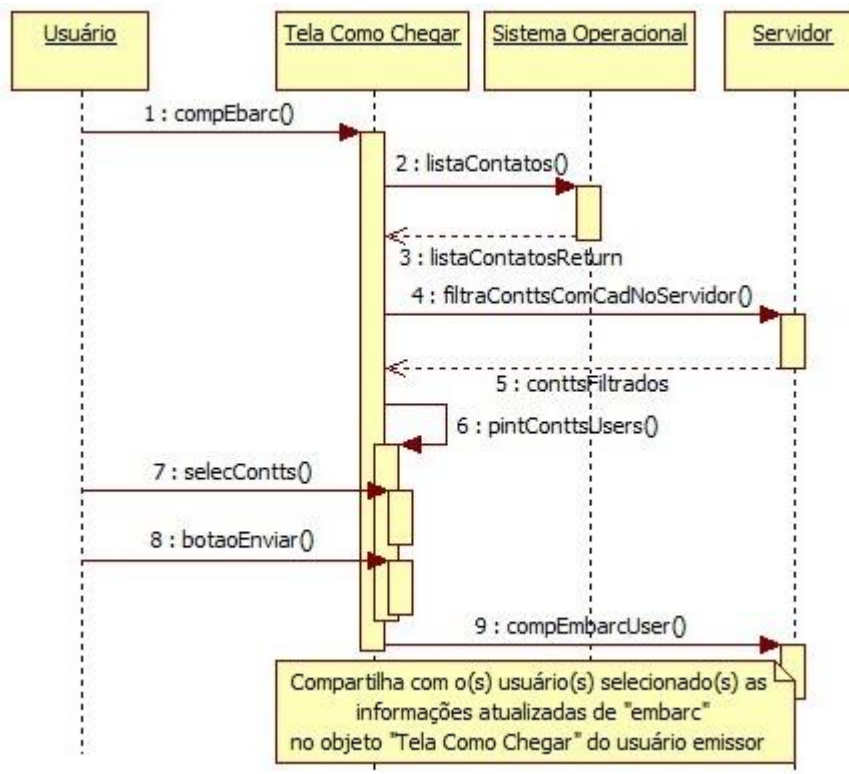 Usuário
Tela Como Chegar
Sistema Operacional
Servidor
1 : compEbarc()
2 : listaContatos()
3 : listaContatosReturn
4 : filtraConttsComCadNoServidor()
5 : conttsFiltrados
6 : pintConttsUsers()
7 : selecContts()
8 : botaoEnviar()
9 : compEmbarcUser()
Compartilha com o(s) usuário(s) selecionado(s) as
informações atualizadas de "embarc"
no objeto "Tela Como Chegar" do usuário emissor